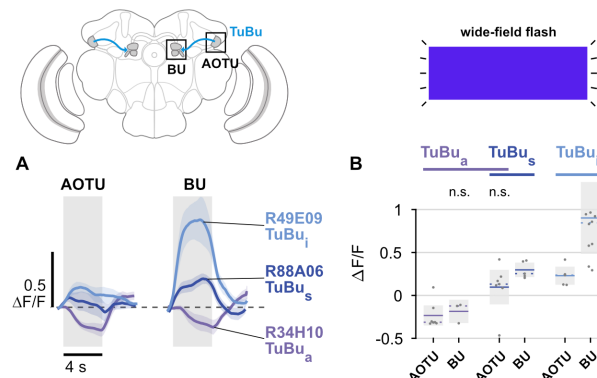 TuBu
BU
AOTU
wide-field flash
A
AOTU
BU
R49E09
TuBui
R88A06
TuBus
R34H10
TuBua
0.5
ΔF/F
4 s
B
TuBua
TuBus
TuBui
n.s.
n.s.
ΔF/F
1
0.5
0
-0.5
AOTU
BU
AOTU
BU
AOTU
BU